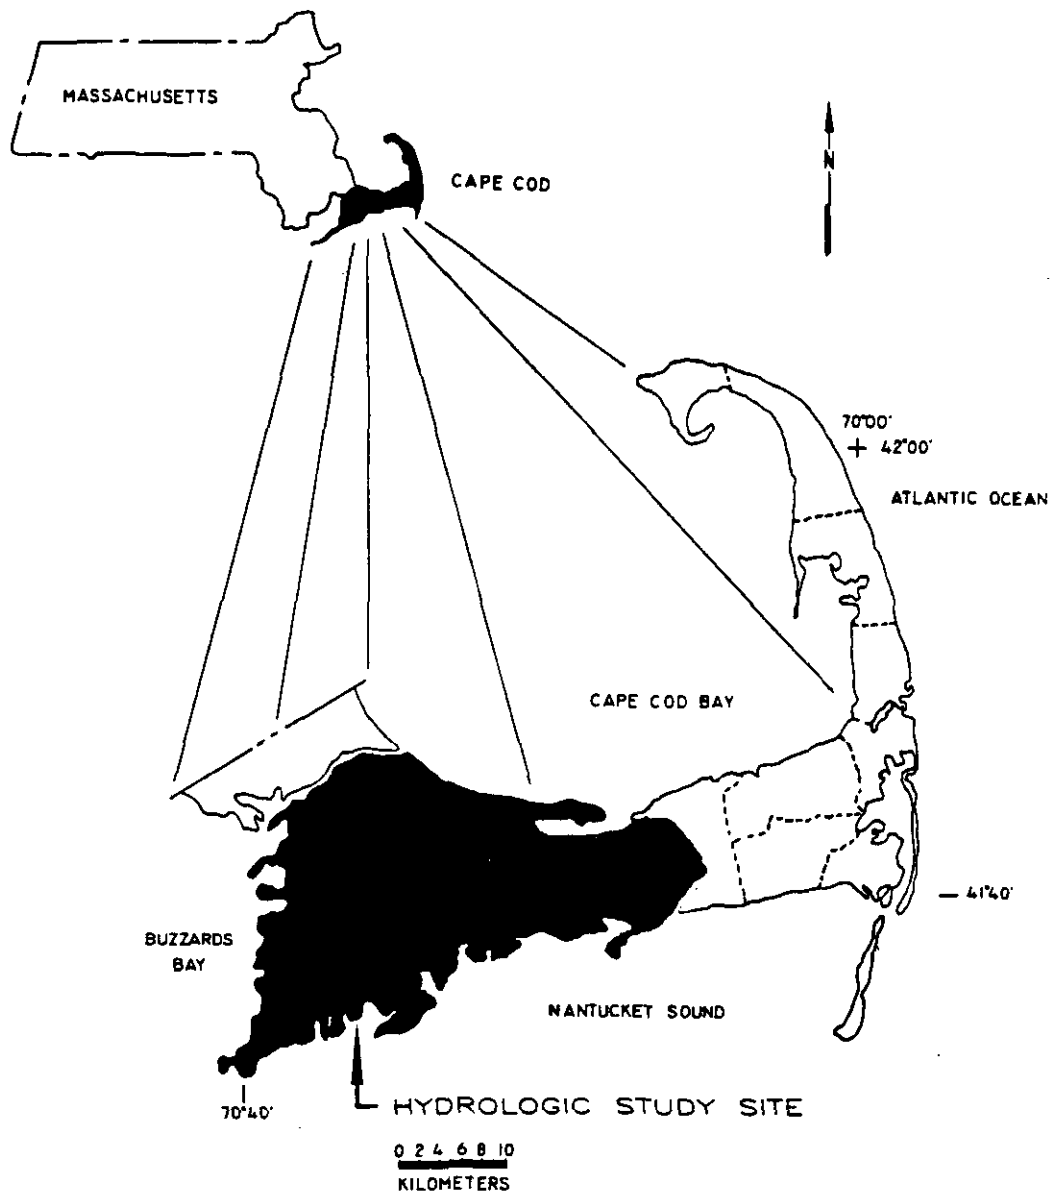 MASSACHUSETTS
N
CAPE COD
70°00'
42°00'
ATLANTIC OCEAN
CAPE COD BAY
41°40'
BUZZARDS
BAY
NANTUCKET SOUND
70°40'
HYDROLOGIC STUDY SITE
0 2 4 6 8 10
KILOMETERS